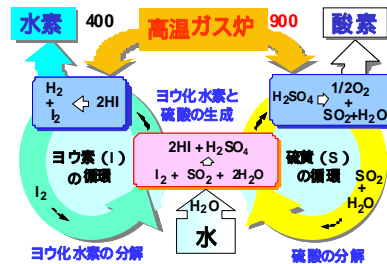 水素
400
高温ガス炉
900
酸素
H2
+
I2
2HI
ヨウ化水素と
硫酸の生成
H2SO4
1/2O2
+
SO2+H2O
2HI+H2SO4
I2 + SO2 + 2H2O
ヨウ素(I)
の循環
硫黄(S)
の循環
I2
SO2
+
H2O
H2O
水
ヨウ化水素の分解
硫酸の分解